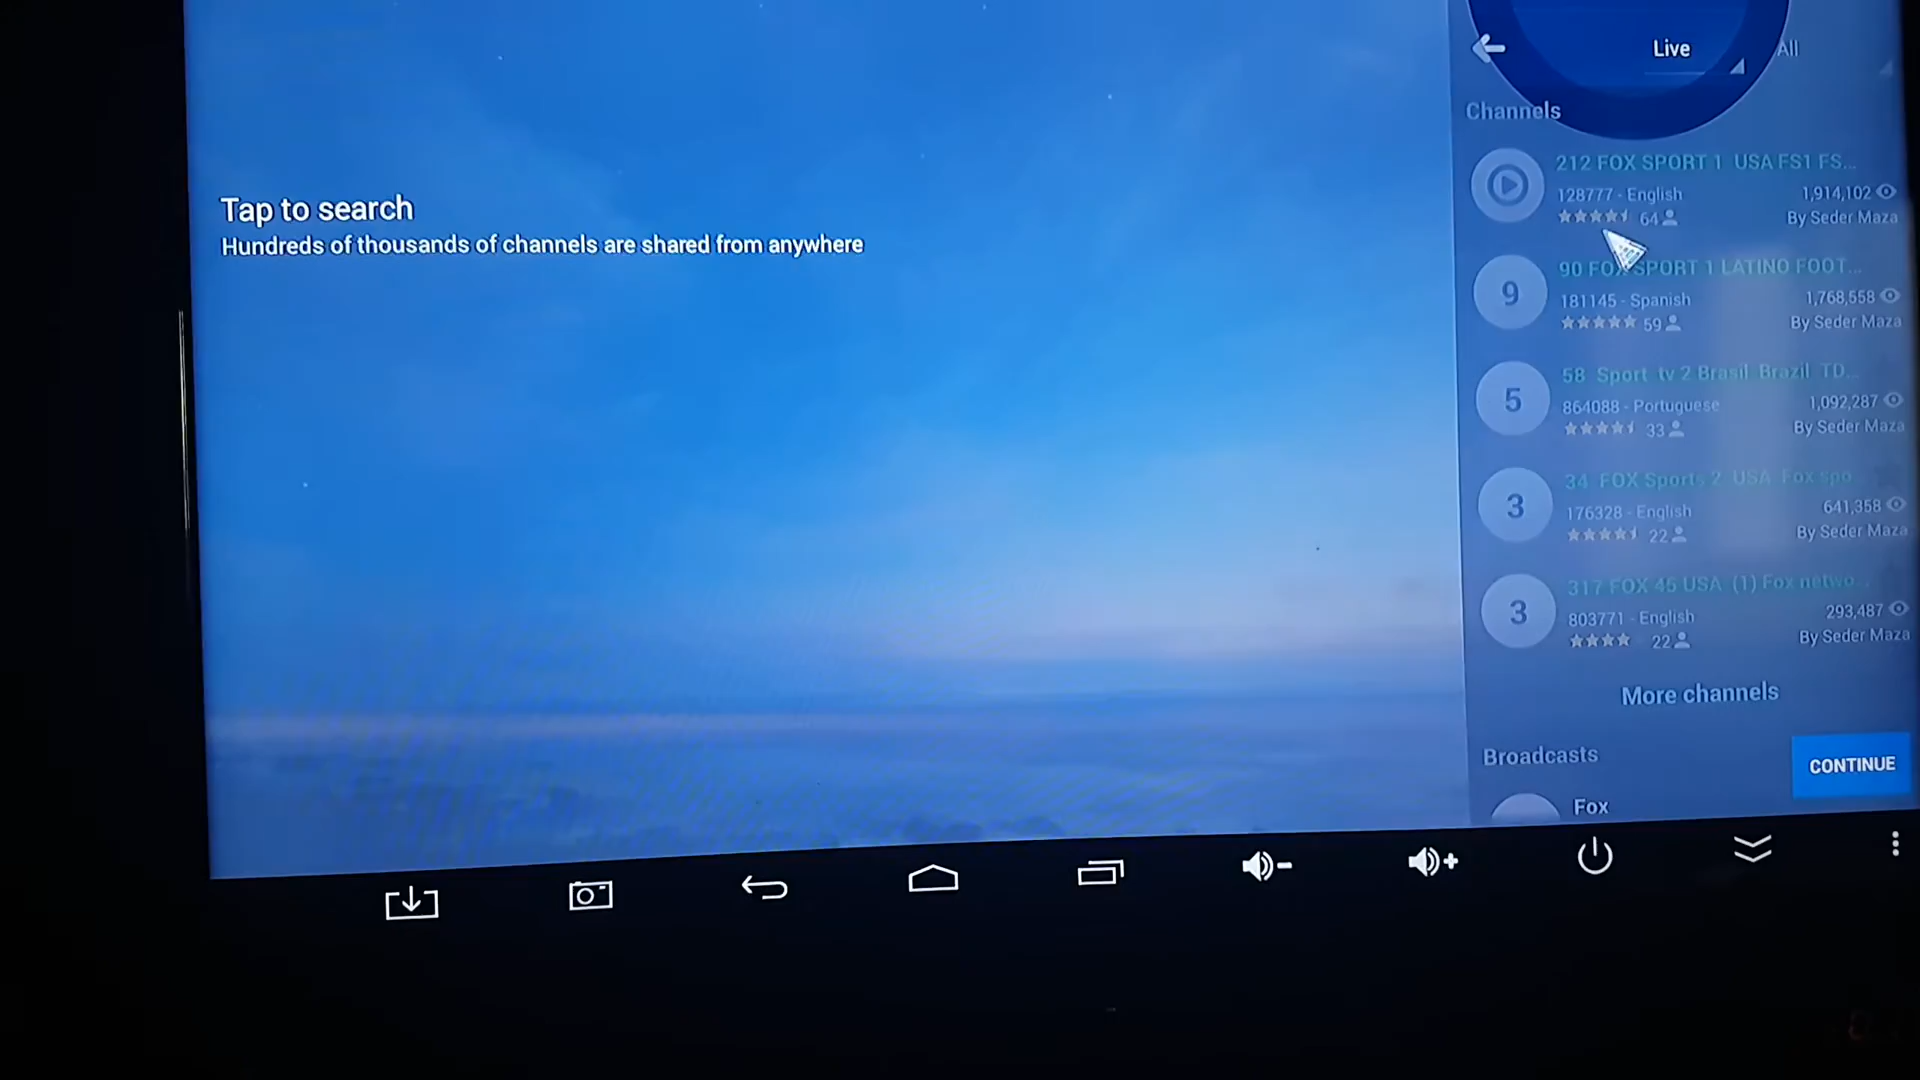 Live
All
Channels
212 FOX SPORT 1 USA FS1 FS...
128777 - English
1,914,102
64
By Seder Maza
90 FOX SPORT 1 LATINO FOOT...
181145 - Spanish
1,768,558
59
By Seder Maza
9
58 Sport tv 2 Brasil Brazil TD...
864088 - Portuguese
1,092,287
33
By Seder Maza
5
34 FOX Sports 2 USA Fox spo
176328 - English
641,358
22
By Seder Maza
3
317 FOX 45 USA (1) Fox netwo...
803771 - English
293,487
22
By Seder Maza
3
More channels
Broadcasts
CONTINUE
Fox
Tap to search
Hundreds of thousands of channels are shared from anywhere